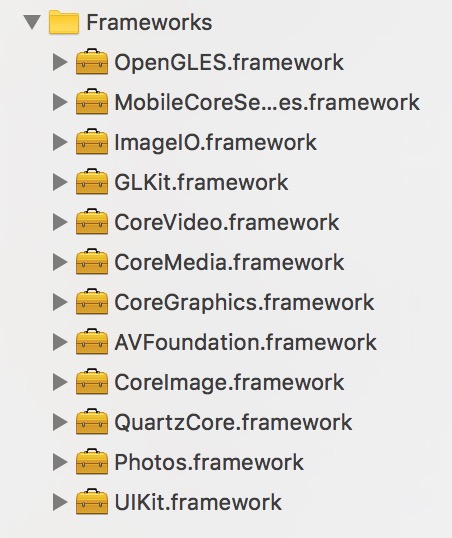 Frameworks
OpenGLES.framework
MobileCoreSe...es.framework
ImageIO.framework
GLKit.framework
CoreVideo.framework
CoreMedia.framework
CoreGraphics.framework
AVFoundation.framework
CoreImage.framework
QuartzCore.framework
Photos.framework
UIKit.framework